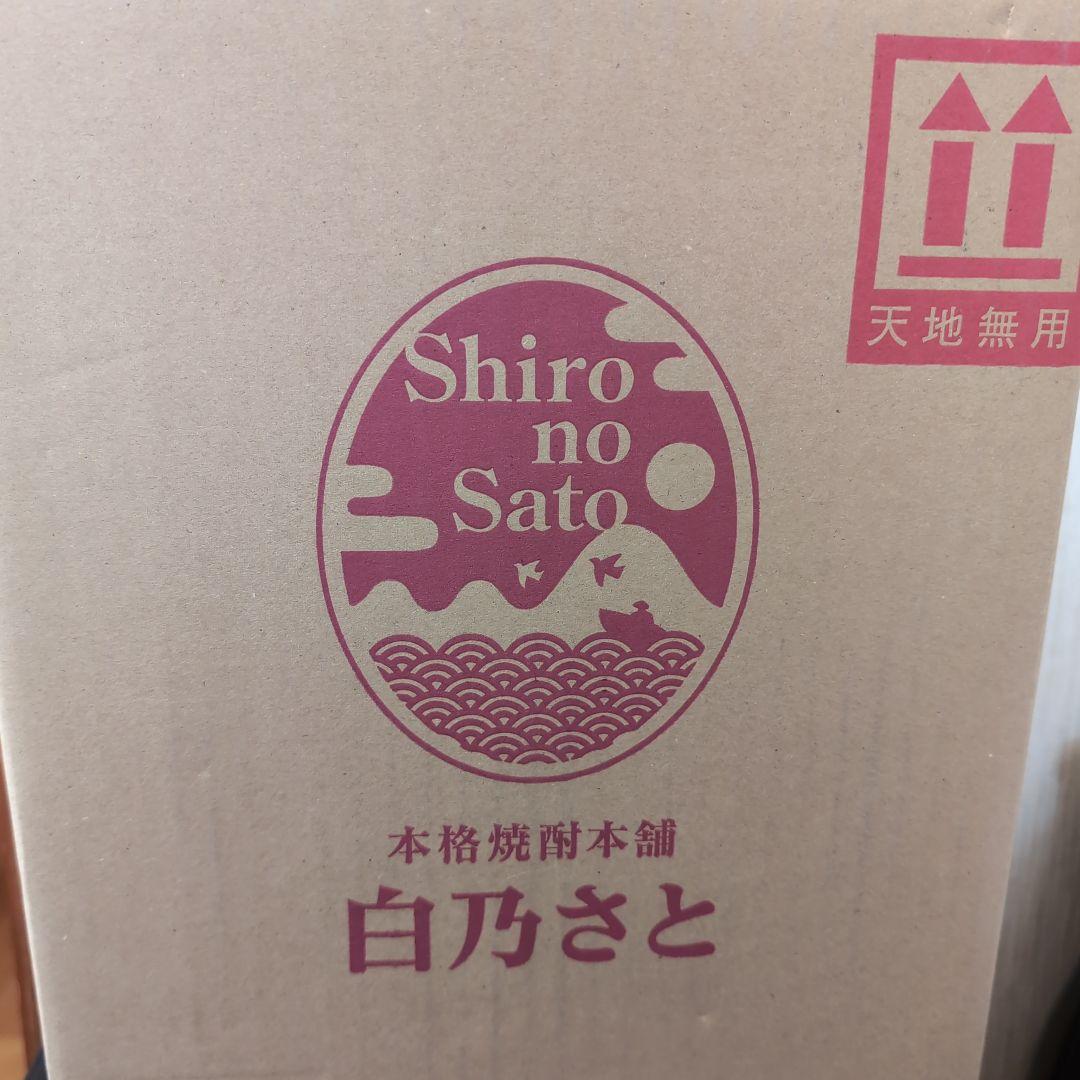 天地無用
Shiro
no
Sato
本格焼酎本舗
白乃さと